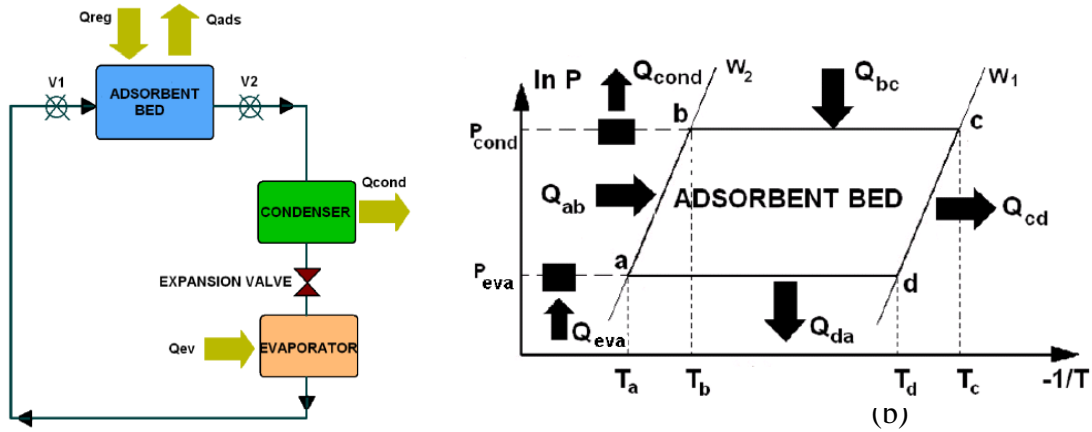 Qreg
Qads
V1
V2
ADSORBENT
BED
Qcond
CONDENSER
EXPANSION VALVE
Qev
EVAPORATOR
ln P
Qcond
W2
Qbc
W1
Pcond
b
c
Qab
ADSORBENT BED
Qcd
Peva
a
d
Qeva
Qda
Ta
Tb
Td
Tc
-1/T
(b)